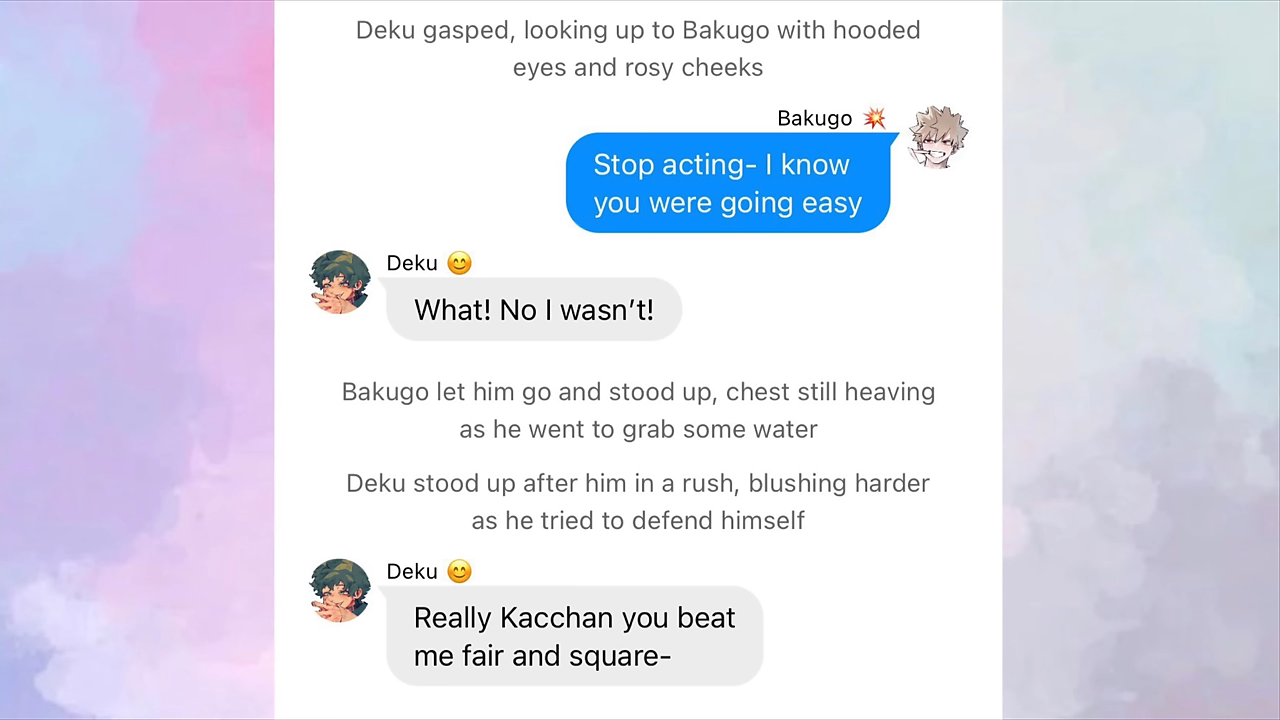 Deku gasped, looking up to Bakugo with hooded
eyes and rosy cheeks
Bakugo 💥
Stop acting- I know
you were going easy
Deku 😊
What! No I wasn’t!
Bakugo let him go and stood up, chest still heaving
as he went to grab some water
Deku stood up after him in a rush, blushing harder
as he tried to defend himself
Deku 😊
Really Kacchan you beat
me fair and square-